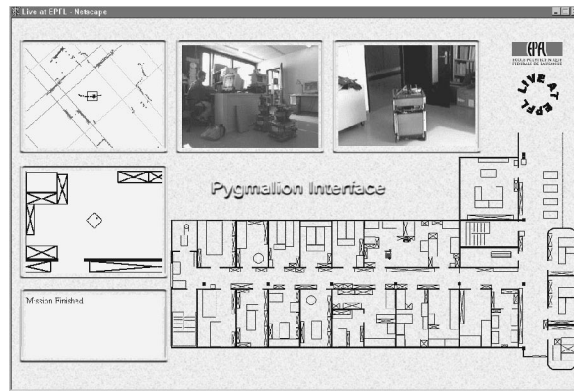 Live at EPFL - Netscape
EPFL
LIVE AT EPFL
Pygmalion Interface
Mission Finished.